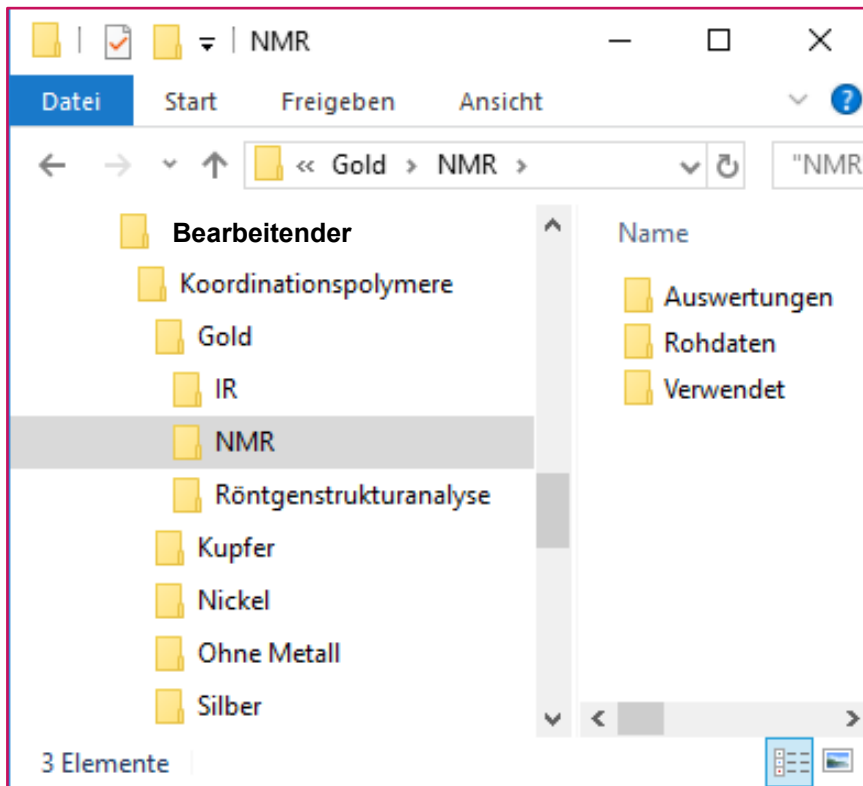 NMR
Datei Start Freigeben Ansicht ?
« Gold › NMR › "NMR
Bearbeitender
Koordinationspolymere
Gold
IR
NMR
Röntgenstrukturanalyse
Kupfer
Nickel
Ohne Metall
Silber
Name
Auswertungen
Rohdaten
Verwendet
3 Elemente